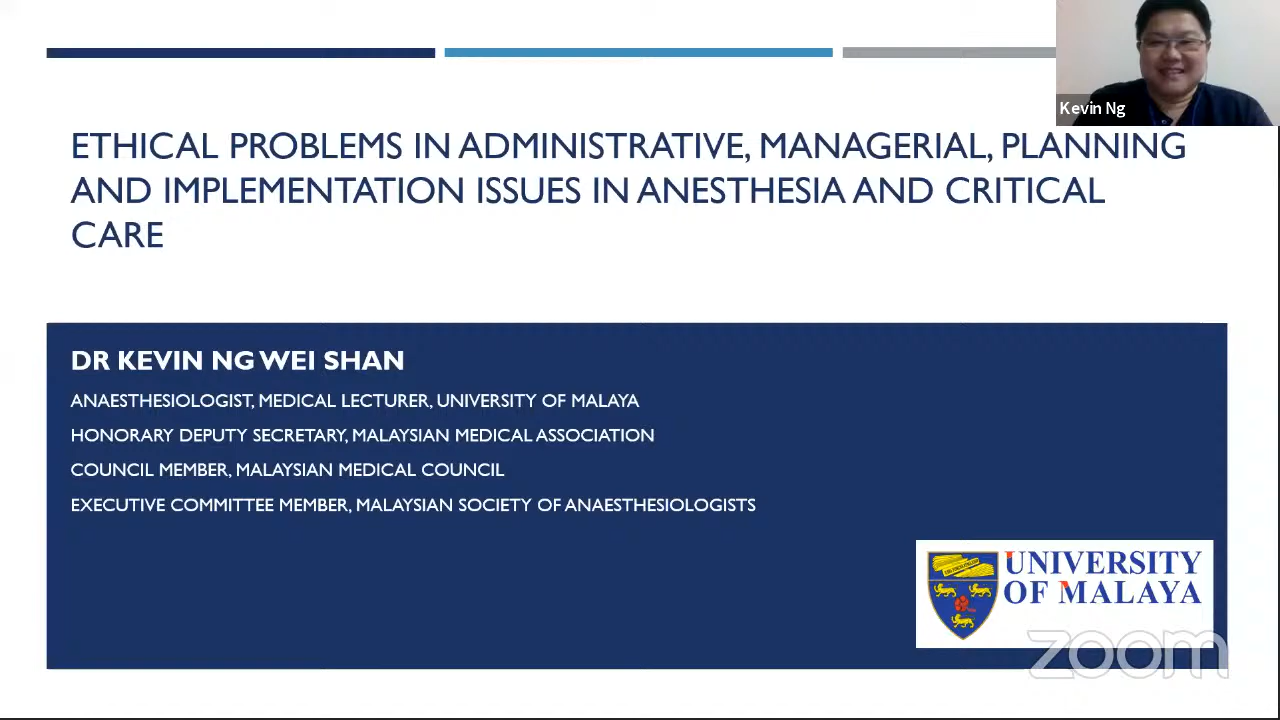 Kevin Ng
ETHICAL PROBLEMS IN ADMINISTRATIVE, MANAGERIAL, PLANNING
AND IMPLEMENTATION ISSUES IN ANESTHESIA AND CRITICAL
CARE
DR KEVIN NG WEI SHAN
ANAESTHESIOLOGIST, MEDICAL LECTURER, UNIVERSITY OF MALAYA
HONORARY DEPUTY SECRETARY, MALAYSIAN MEDICAL ASSOCIATION
COUNCIL MEMBER, MALAYSIAN MEDICAL COUNCIL
EXECUTIVE COMMITTEE MEMBER, MALAYSIAN SOCIETY OF ANAESTHESIOLOGISTS
UNIVERSITY
OF MALAYA
zoom